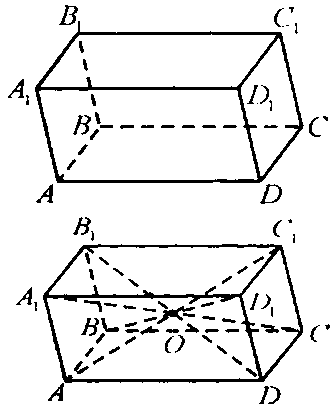 B₁ C₁
A₁ D₁
B C
A D
B₁ C₁
A₁ D₁
B O C
A D